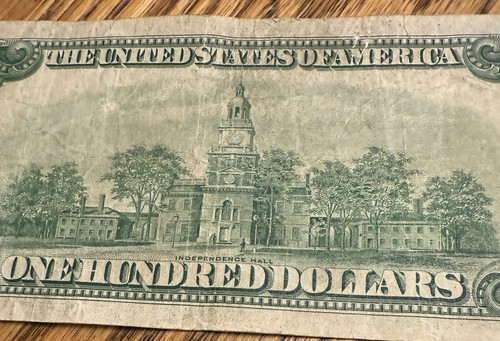 THE UNITED STATES OF AMERICA
INDEPENDENCE HALL
ONE HUNDRED DOLLARS